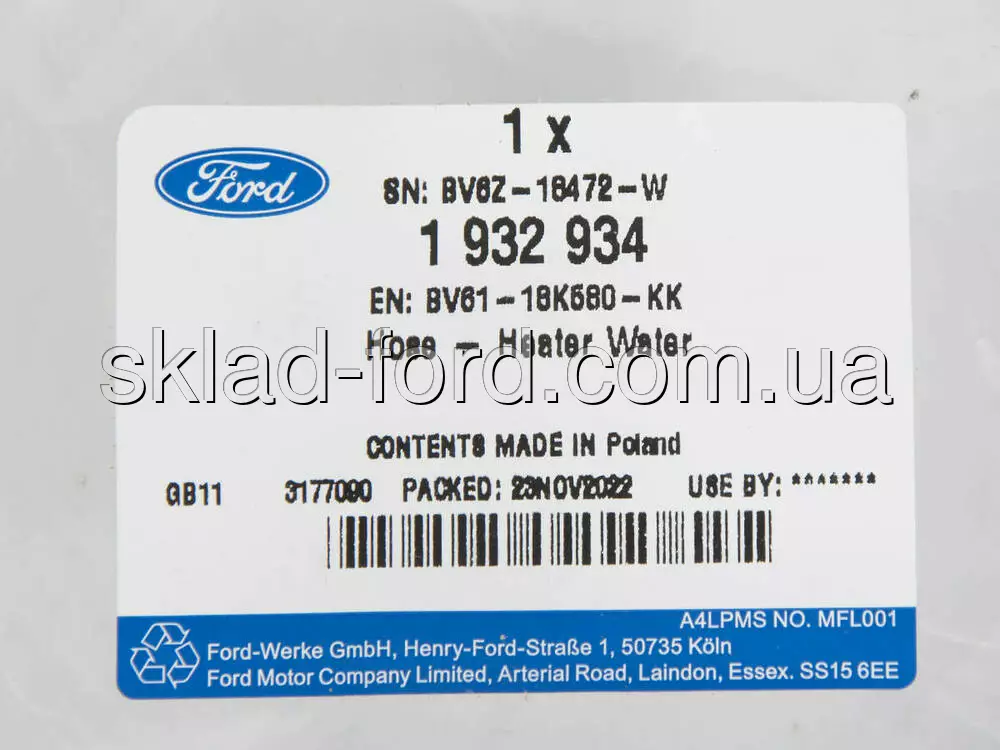 1 x
Ford
SN: BV6Z-18472-W
1 932 934
EN: BV61-18K580-KK
Hose - Heater Water
sklad-ford.com.ua
CONTENTS MADE IN Poland
GB11 3177090 PACKED: 23NOV2022 USE BY: *******
A4LPMS NO. MFL001
Ford-Werke GmbH, Henry-Ford-Straße 1, 50735 Köln
Ford Motor Company Limited, Arterial Road, Laindon, Essex. SS15 6EE